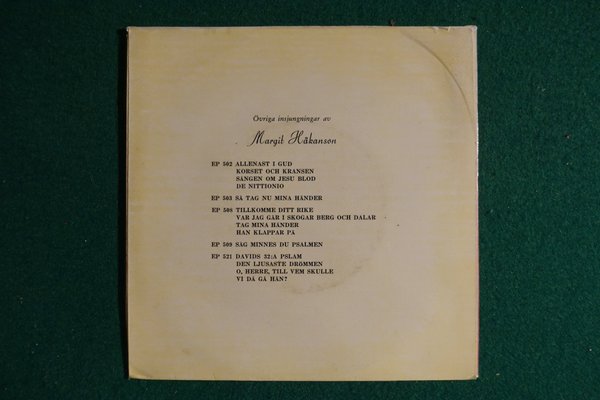 Övriga insjungningar av
Margit Håkanson
EP 502 ALLENAST I GUD
KORSET OCH KRANSEN
SÅNGEN OM JESU BLOD
DE NITTIONIO
EP 503 SÅ TAG NU MINA HÄNDER
EP 508 TILLKOMME DITT RIKE
VAR JAG GÅR I SKOGAR BERG OCH DALAR
TAG MINA HÄNDER
HAN KLAPPAR PÅ
EP 509 SÄG MINNES DU PSALMEN
EP 521 DAVIDS 32:A PSLAM
DEN LJUSASTE DRÖMMEN
O, HERRE, TILL VEM SKULLE
VI DÅ GÅ HÄN?